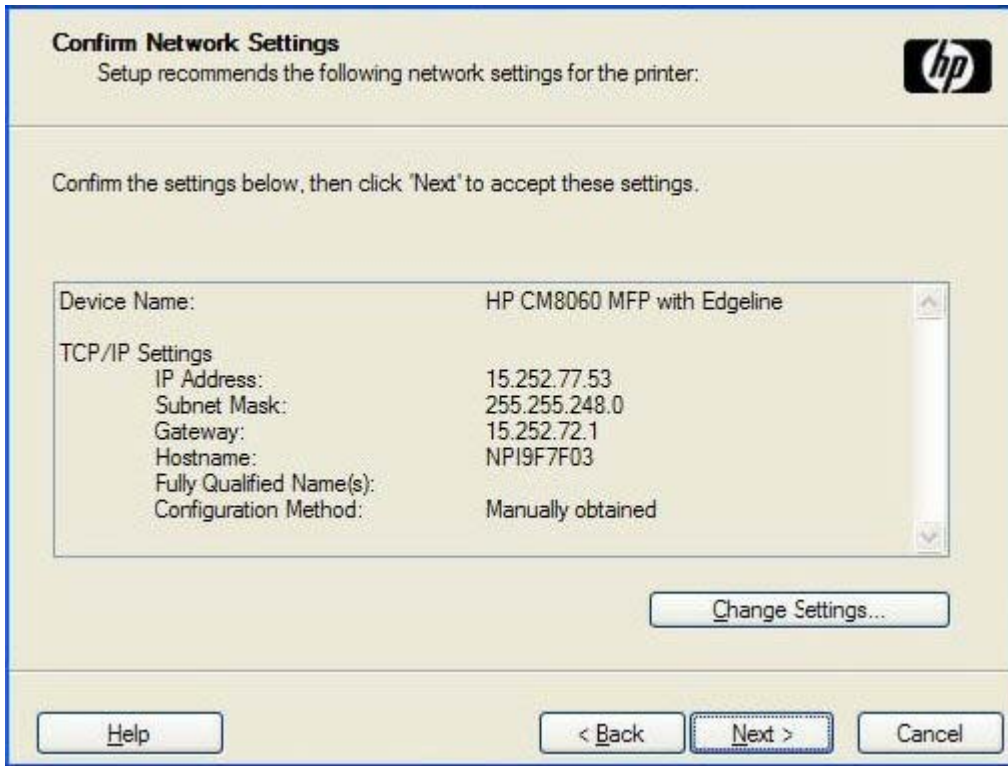 Confirm Network Settings
Setup recommends the following network settings for the printer:
hp
Confirm the settings below, then click 'Next' to accept these settings.
Device Name: HP CM8060 MFP with Edgeline
TCP/IP Settings
IP Address: 15.252.77.53
Subnet Mask: 255.255.248.0
Gateway: 15.252.72.1
Hostname: NPI9F7F03
Fully Qualified Name(s):
Configuration Method: Manually obtained
Change Settings...
Help < Back Next > Cancel